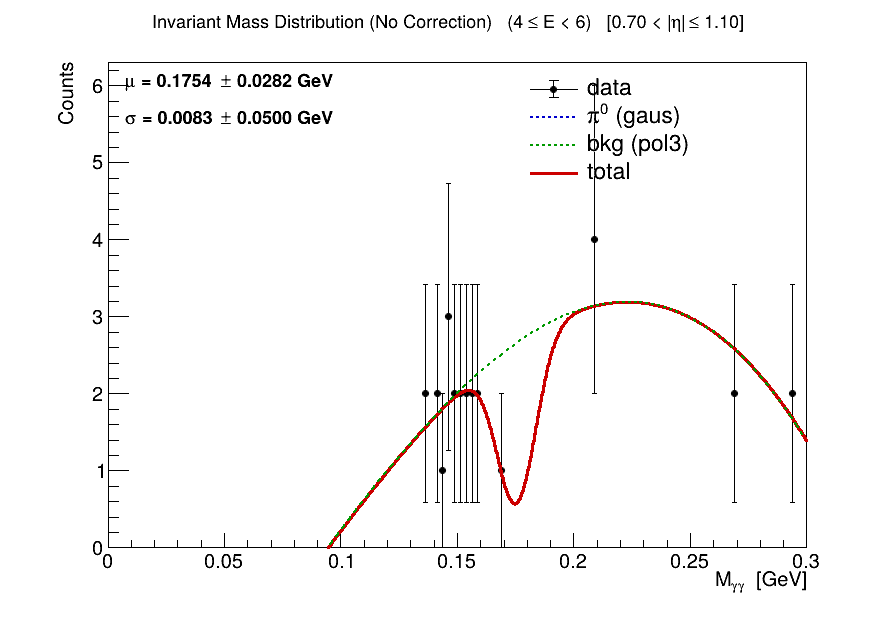 Invariant Mass Distribution (No Correction) (4 ≤ E < 6) [0.70 < |η| ≤ 1.10]
Counts
μ = 0.1754 ± 0.0282 GeV
σ = 0.0083 ± 0.0500 GeV
data
π⁰ (gaus)
bkg (pol3)
total
6
5
4
3
2
1
0
0 0.05 0.1 0.15 0.2 0.25 0.3
Mγγ [GeV]